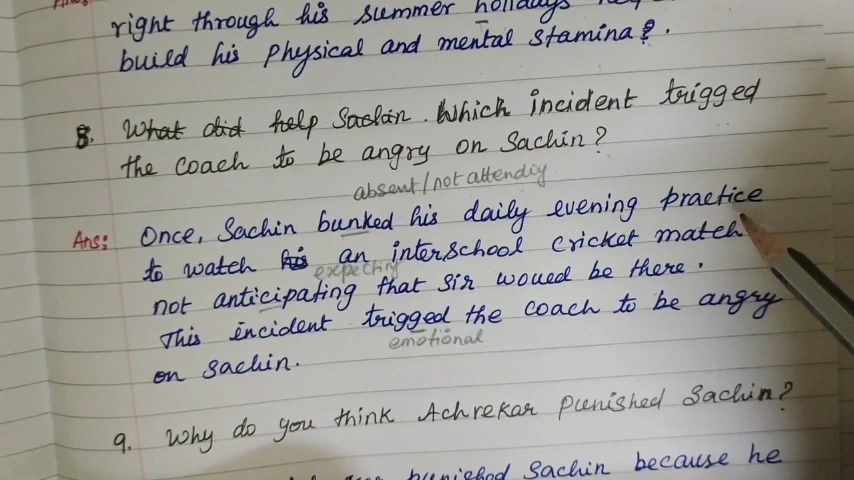 right through his summer holidays
build his physical and mental stamina?.
8. What did help Sachin. Which incident trigged
the coach to be angry on Sachin?
absent/not attendiy
Ans: Once, Sachin bunked his daily evening practice
to watch his an interschool cricket match
expecting
not anticipating that Sir woued be there.
This incident trigged the coach to be angry
emotional
on Sachin.
9. Why do you think Achrekar punished Sachin?
punished Sachin because he